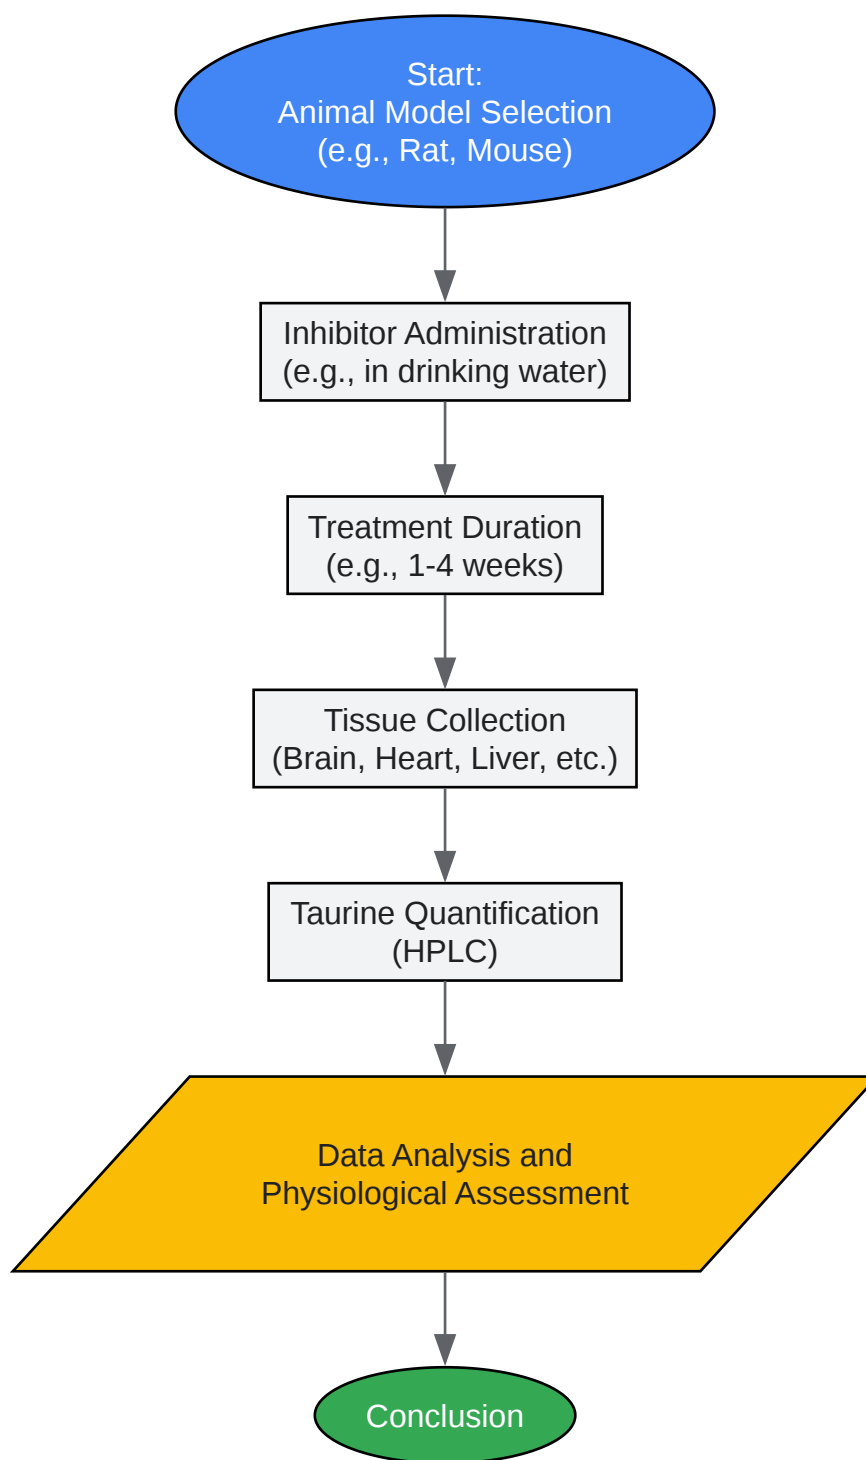 Start:
Animal Model Selection
(e.g., Rat, Mouse)
Inhibitor Administration
(e.g., in drinking water)
Treatment Duration
(e.g., 1-4 weeks)
Tissue Collection
(Brain, Heart, Liver, etc.)
Taurine Quantification
(HPLC)
Data Analysis and
Physiological Assessment
Conclusion